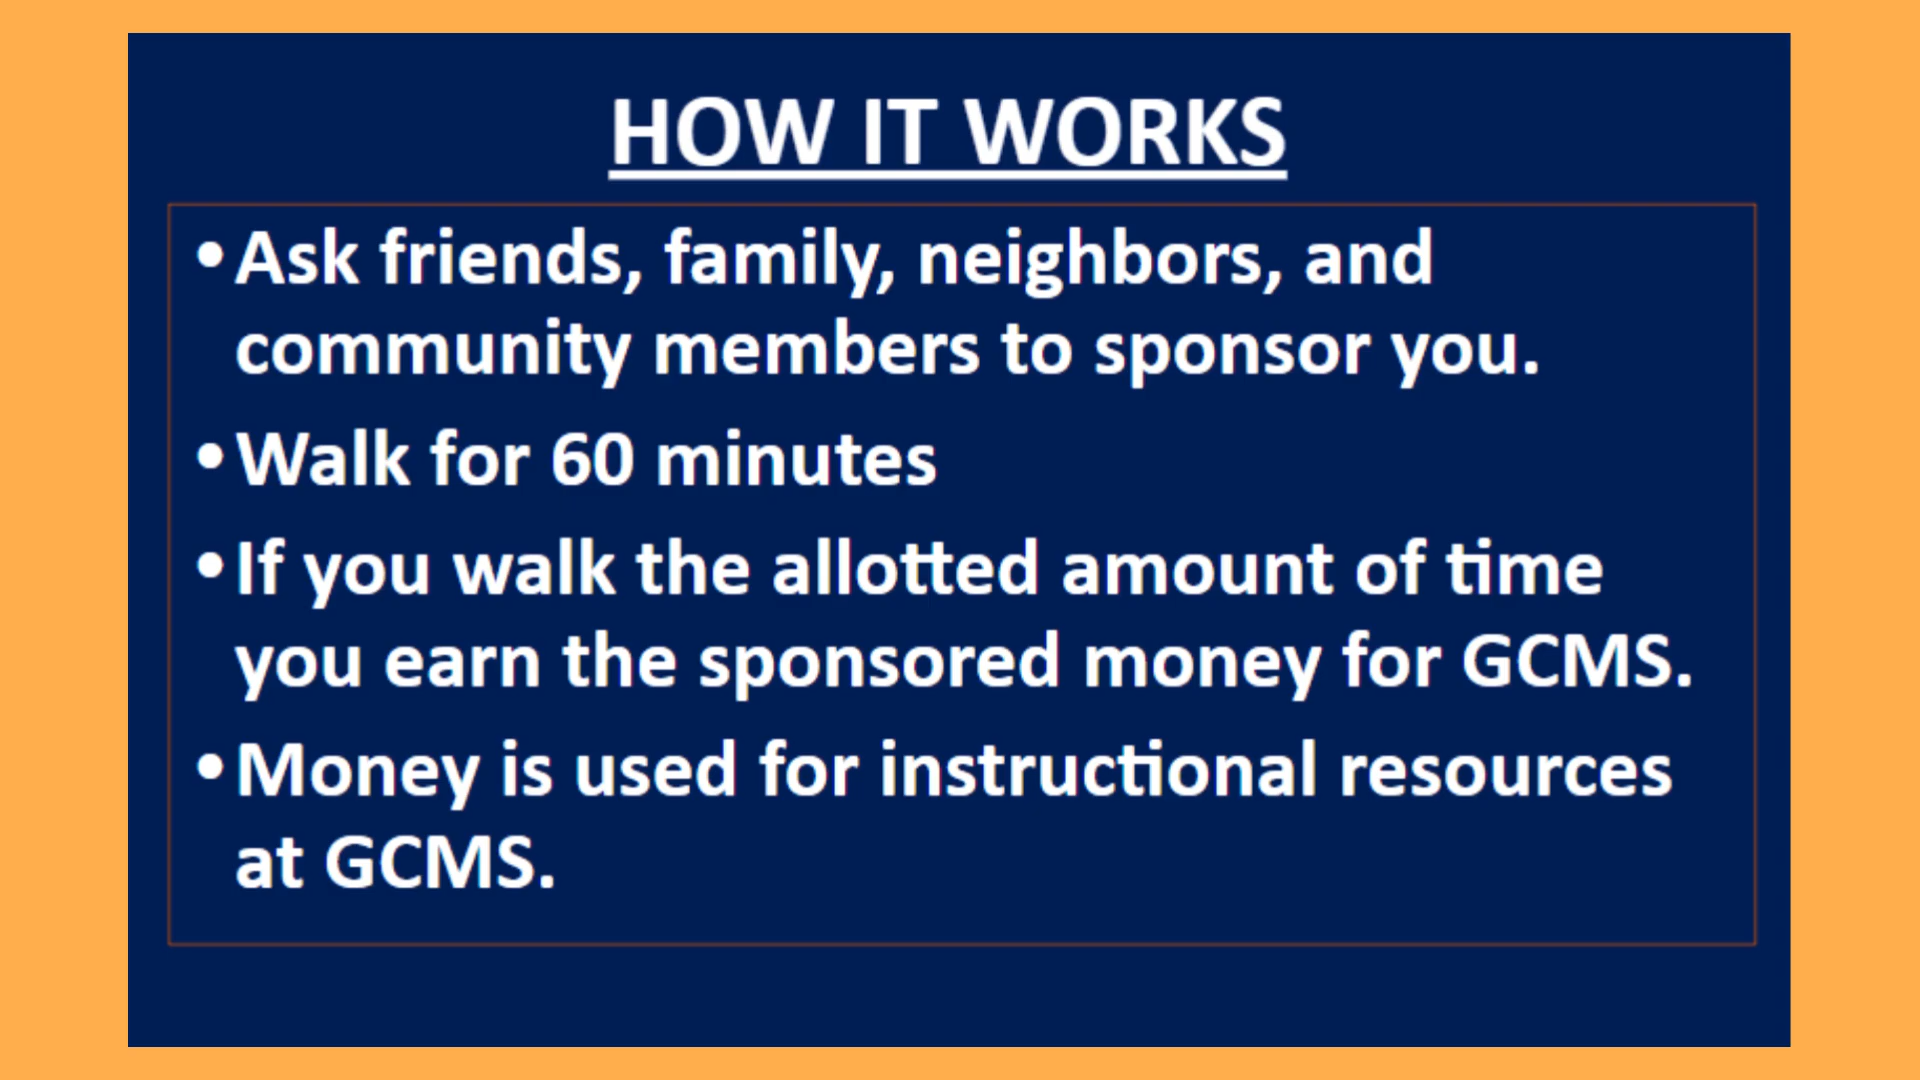 HOW IT WORKS
•Ask friends, family, neighbors, and
community members to sponsor you.
•Walk for 60 minutes
•If you walk the allotted amount of time
you earn the sponsored money for GCMS.
•Money is used for instructional resources
at GCMS.